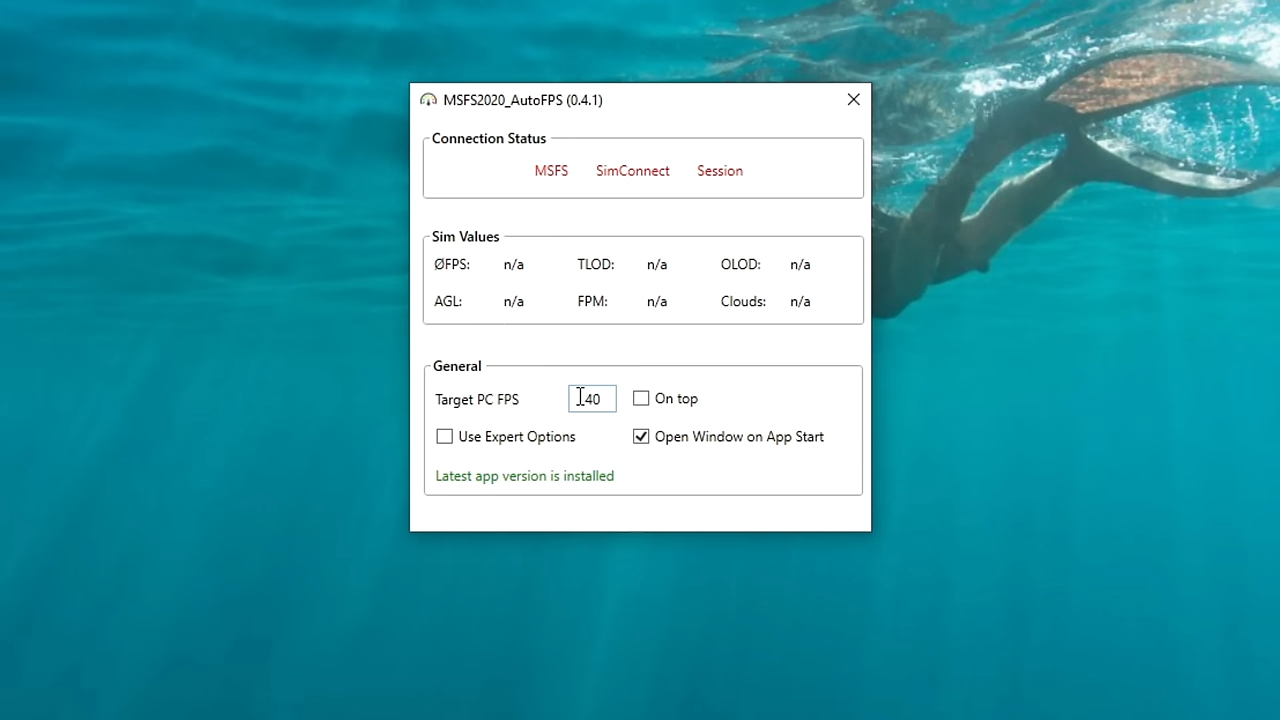 MSFS2020_AutoFPS (0.4.1)
Connection Status
MSFS SimConnect Session
Sim Values
ØFPS: n/a TLOD: n/a OLOD: n/a
AGL: n/a FPM: n/a Clouds: n/a
General
Target PC FPS 40 On top
Use Expert Options Open Window on App Start
Latest app version is installed